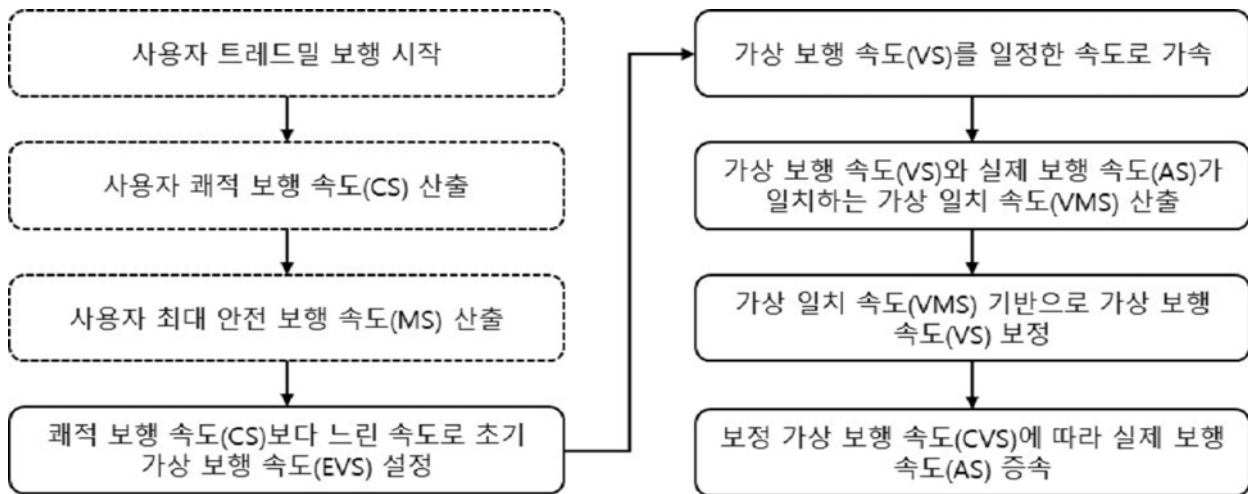 사용자 트레드밀 보행 시작
사용자 쾌적 보행 속도(CS) 산출
사용자 최대 안전 보행 속도(MS) 산출
쾌적 보행 속도(CS)보다 느린 속도로 초기
가상 보행 속도(EVS) 설정
가상 보행 속도(VS)를 일정한 속도로 가속
가상 보행 속도(VS)와 실제 보행 속도(AS)가
일치하는 가상 일치 속도(VMS) 산출
가상 일치 속도(VMS) 기반으로 가상 보행
속도(VS) 보정
보정 가상 보행 속도(CVS)에 따라 실제 보행
속도(AS) 증속